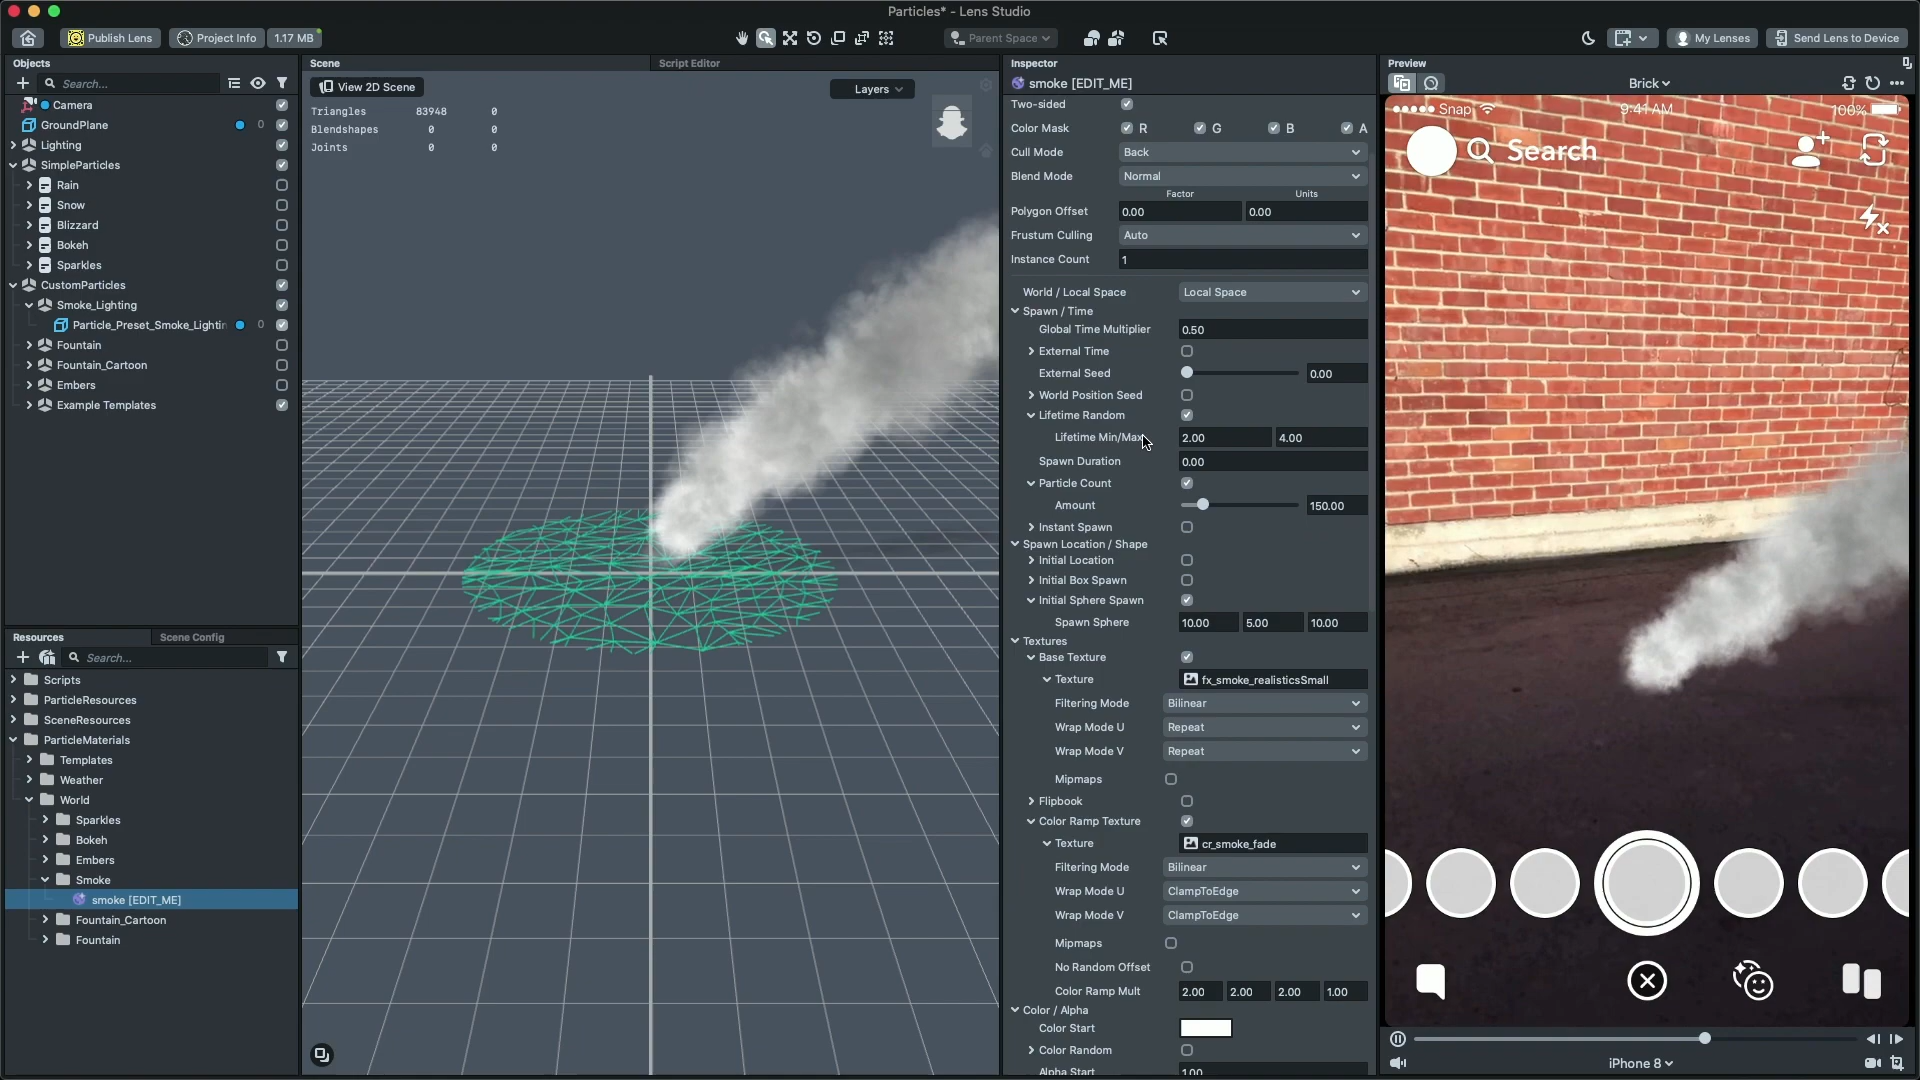 Particles* - Lens Studio
Publish Lens
Project Info
1.17 MB
Parent Space
My Lenses
Send Lens to Device
Objects
Search...
Camera
GroundPlane 0
Lighting
SimpleParticles
Rain
Snow
Blizzard
Bokeh
Sparkles
CustomParticles
Smoke_Lighting
Particle_Preset_Smoke_Lightin 0
Fountain
Fountain_Cartoon
Embers
Example Templates
Resources
Scene Config
Search...
Scripts
ParticleResources
SceneResources
ParticleMaterials
Templates
Weather
World
Sparkles
Bokeh
Embers
Smoke
smoke [EDIT_ME]
Fountain_Cartoon
Fountain
Scene
Script Editor
View 2D Scene
Layers
Triangles 83948 0
Blendshapes 0 0
Joints 0 0
Inspector
smoke [EDIT_ME]
Two-sided
Color Mask R G B A
Cull Mode Back
Blend Mode Normal
Factor Units
Polygon Offset 0.00 0.00
Frustum Culling Auto
Instance Count 1
World / Local Space Local Space
Spawn / Time
Global Time Multiplier 0.50
External Time
External Seed 0.00
World Position Seed
Lifetime Random
Lifetime Min/Max 2.00 4.00
Spawn Duration 0.00
Particle Count
Amount 150.00
Instant Spawn
Spawn Location / Shape
Initial Location
Initial Box Spawn
Initial Sphere Spawn
Spawn Sphere 10.00 5.00 10.00
Textures
Base Texture
Texture fx_smoke_realisticsSmall
Filtering Mode Bilinear
Wrap Mode U Repeat
Wrap Mode V Repeat
Mipmaps
Flipbook
Color Ramp Texture
Texture cr_smoke_fade
Filtering Mode Bilinear
Wrap Mode U ClampToEdge
Wrap Mode V ClampToEdge
Mipmaps
No Random Offset
Color Ramp Mult 2.00 2.00 2.00 1.00
Color / Alpha
Color Start
Color Random
Alpha Start 1.00
Preview
Brick
Snap 9:41 AM 100%
Search
iPhone 8